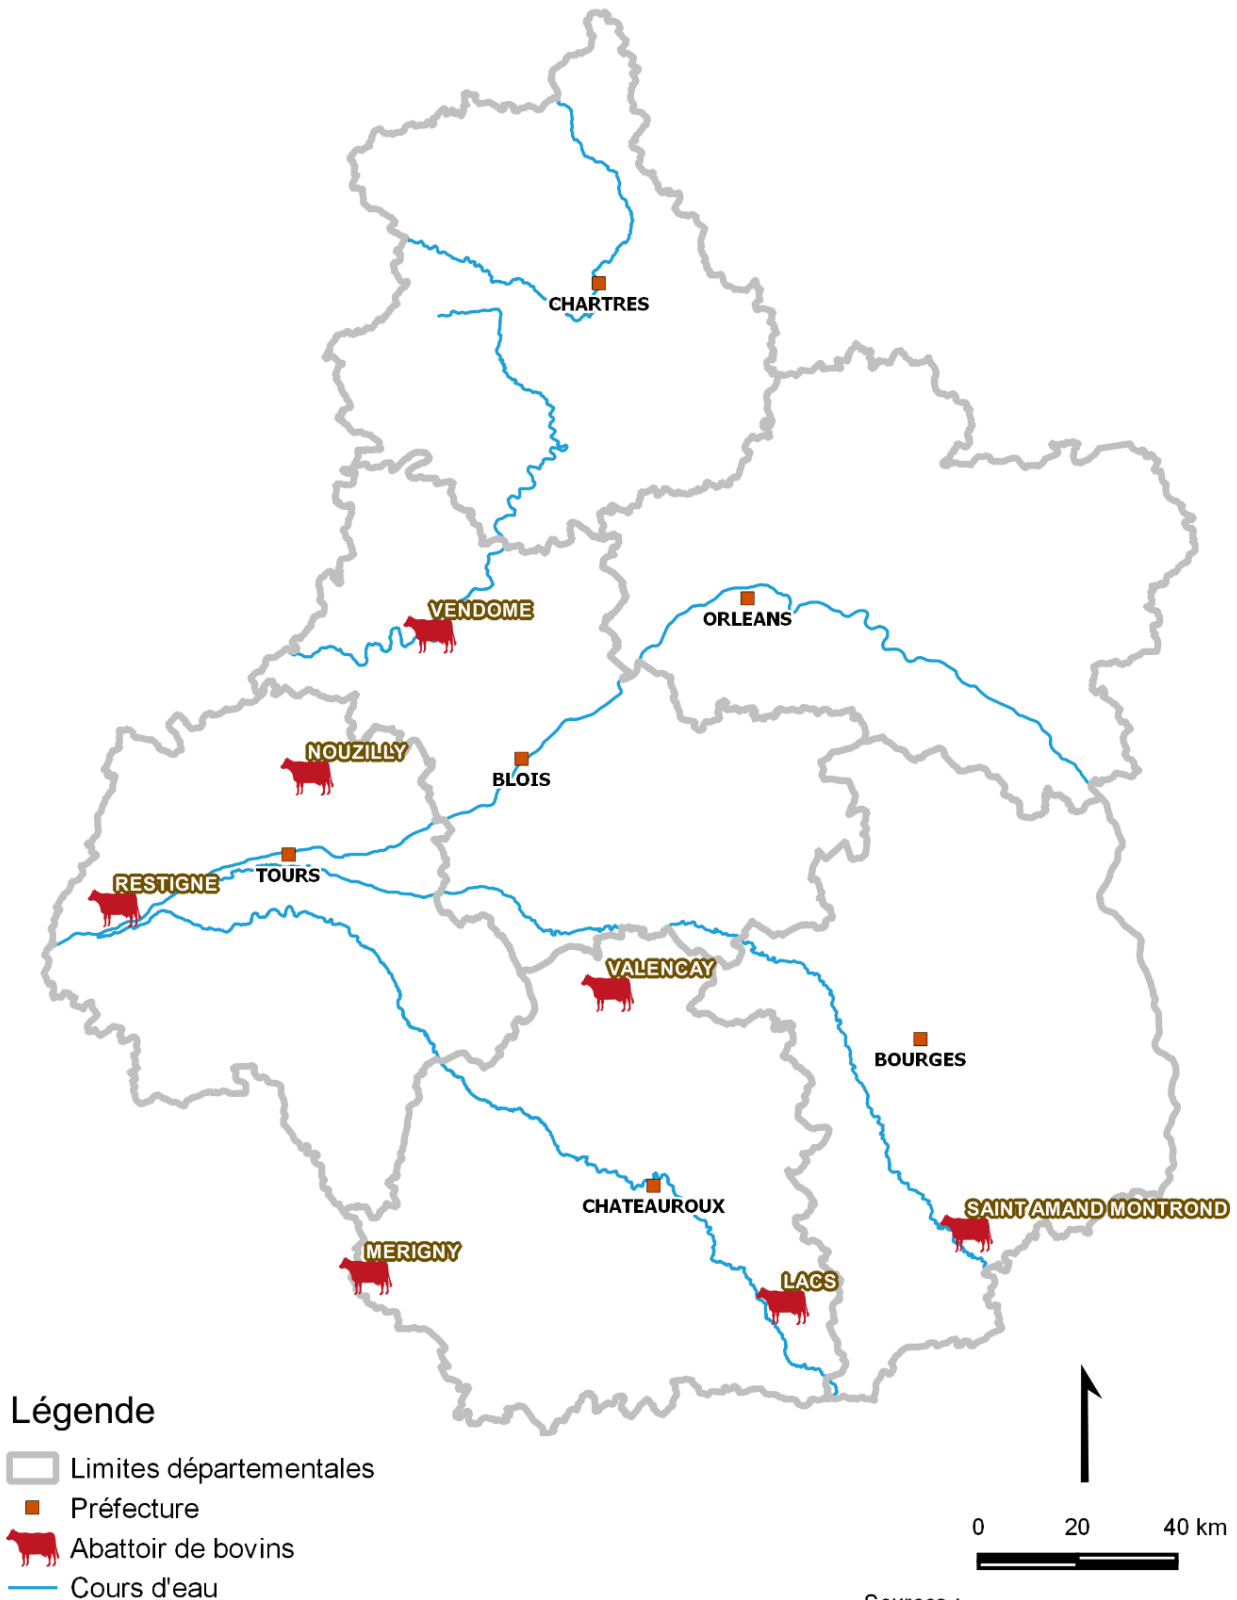 CHARTRES
VENDOME
ORLEANS
NOUZILLY
BLOIS
TOURS
RESTIGNE
VALENCAY
BOURGES
CHATEAUROUX
SAINT AMAND MONTROND
MERIGNY
LACS
Légende
Limites départementales
Préfecture
Abattoir de bovins
Cours d'eau
0 20 40 km
Sources :